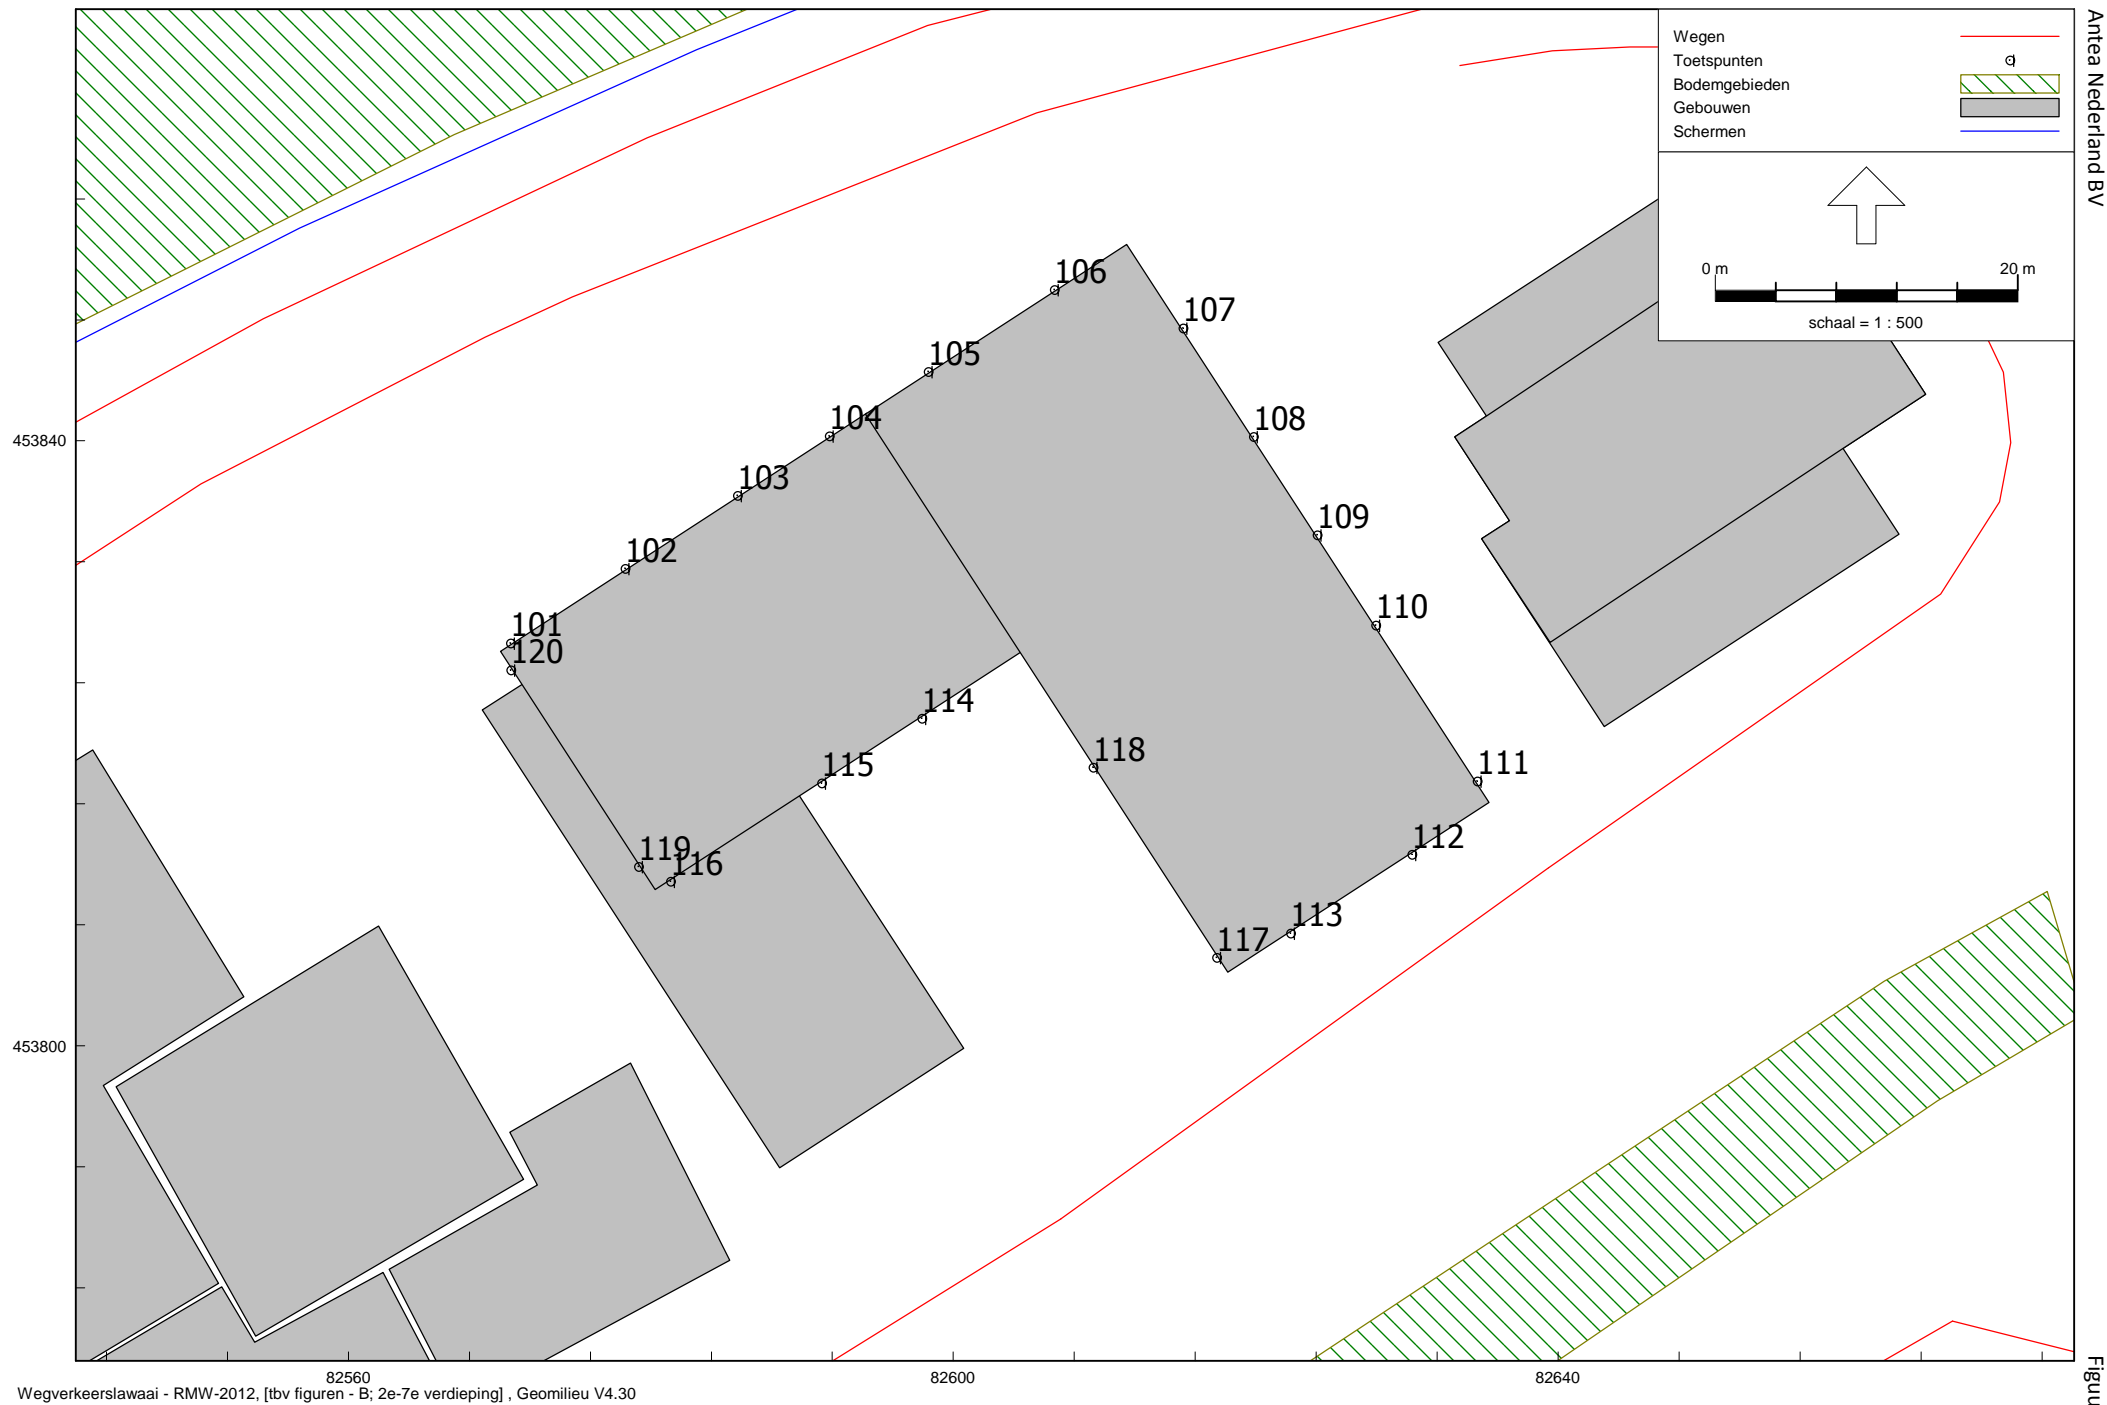 Wegen
Toetspunten
Bodemgebieden
Gebouwen
Schermen
0 m 20 m
schaal = 1 : 500
Antea Nederland BV
106
107
105
104
108
453840
103
109
102
110
101
120
114
118
115
111
112
119
116
113
117
453800
82560 82600 82640
Wegverkeerslawaai - RMW-2012, [tbv figuren - B; 2e-7e verdieping] , Geomilieu V4.30